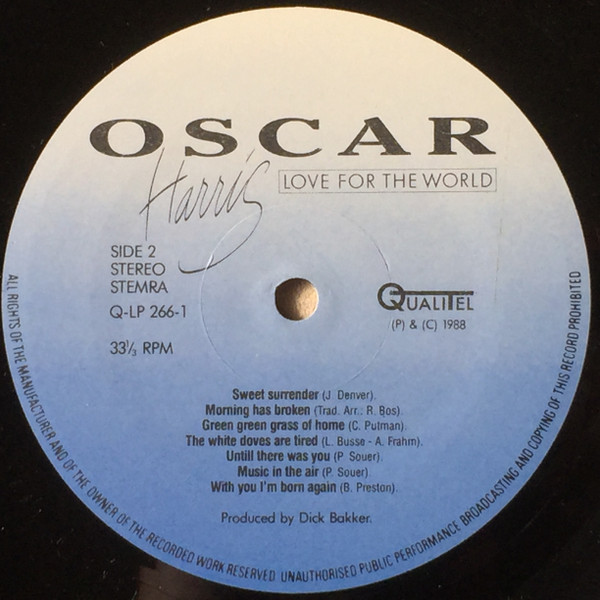 OSCAR
Harris
LOVE FOR THE WORLD
SIDE 2
STEREO
STEMRA
Q-LP 266-1
33⅓ RPM
QUALITEL
(P) & (C) 1988
Sweet surrender (J. Denver).
Morning has broken (Trad. Arr.: R. Bos).
Green green grass of home (C. Putman).
The white doves are tired (L. Busse - A. Frahm).
Untill there was you (P. Souer).
Music in the air (P. Souer).
With you I'm born again (B. Preston).
Produced by Dick Bakker.
ALL RIGHTS OF THE MANUFACTURER AND OF THE OWNER OF THE RECORDED WORK RESERVED. UNAUTHORISED PUBLIC PERFORMANCE BROADCASTING AND COPYING OF THIS RECORD PROHIBITED